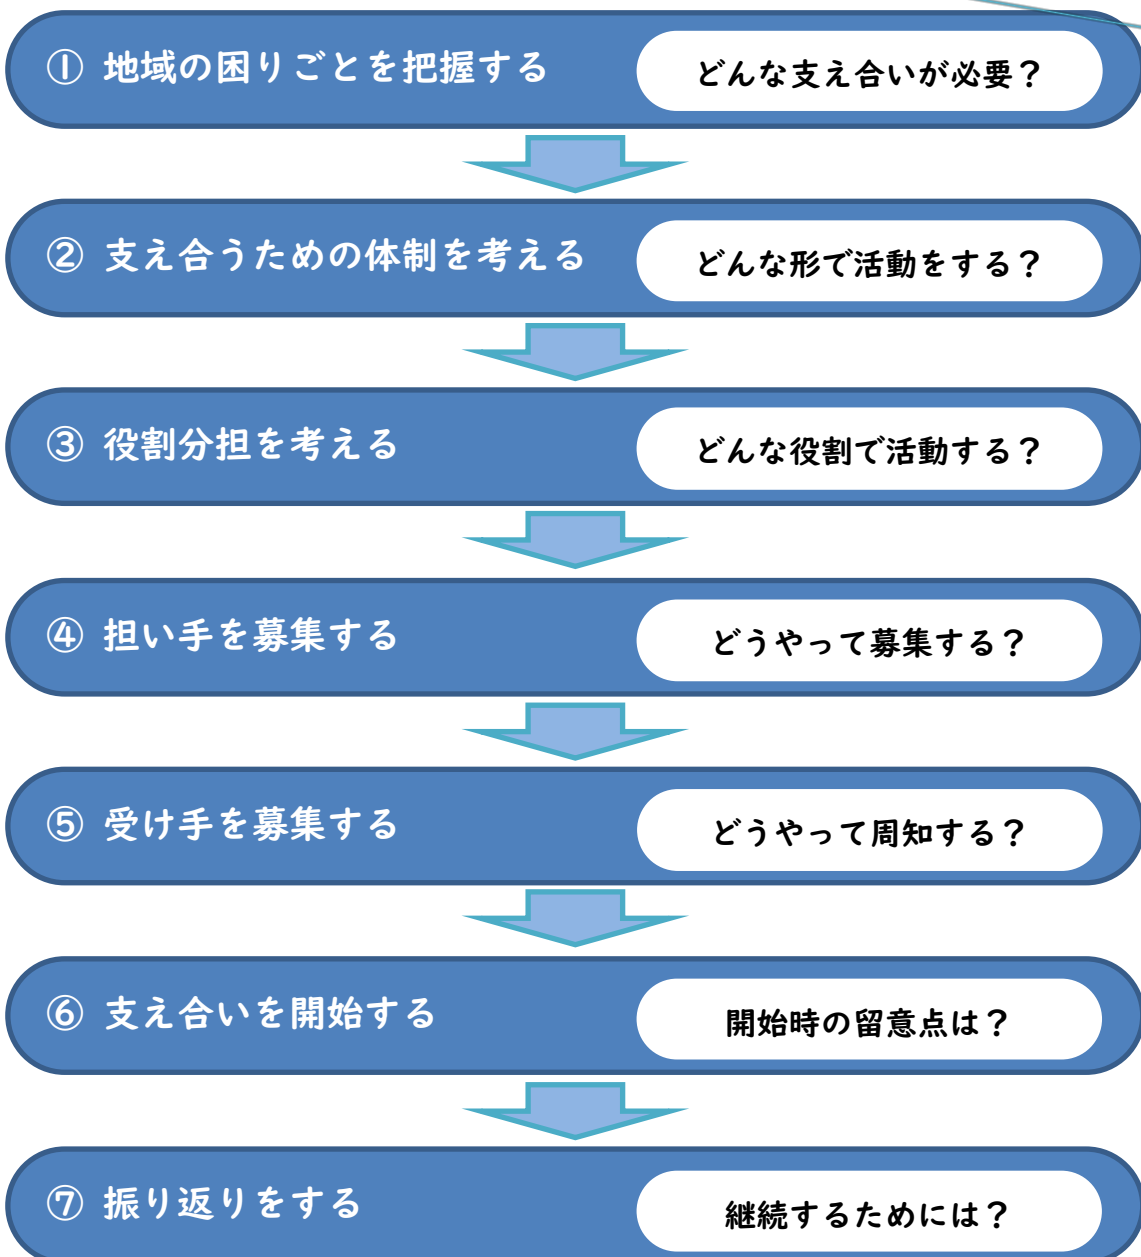 ① 地域の困りごとを把握する
どんな支え合いが必要？
② 支え合うための体制を考える
どんな形で活動をする？
③ 役割分担を考える
どんな役割で活動する？
④ 担い手を募集する
どうやって募集する？
⑤ 受け手を募集する
どうやって周知する？
⑥ 支え合いを開始する
開始時の留意点は？
⑦ 振り返りをする
継続するためには？